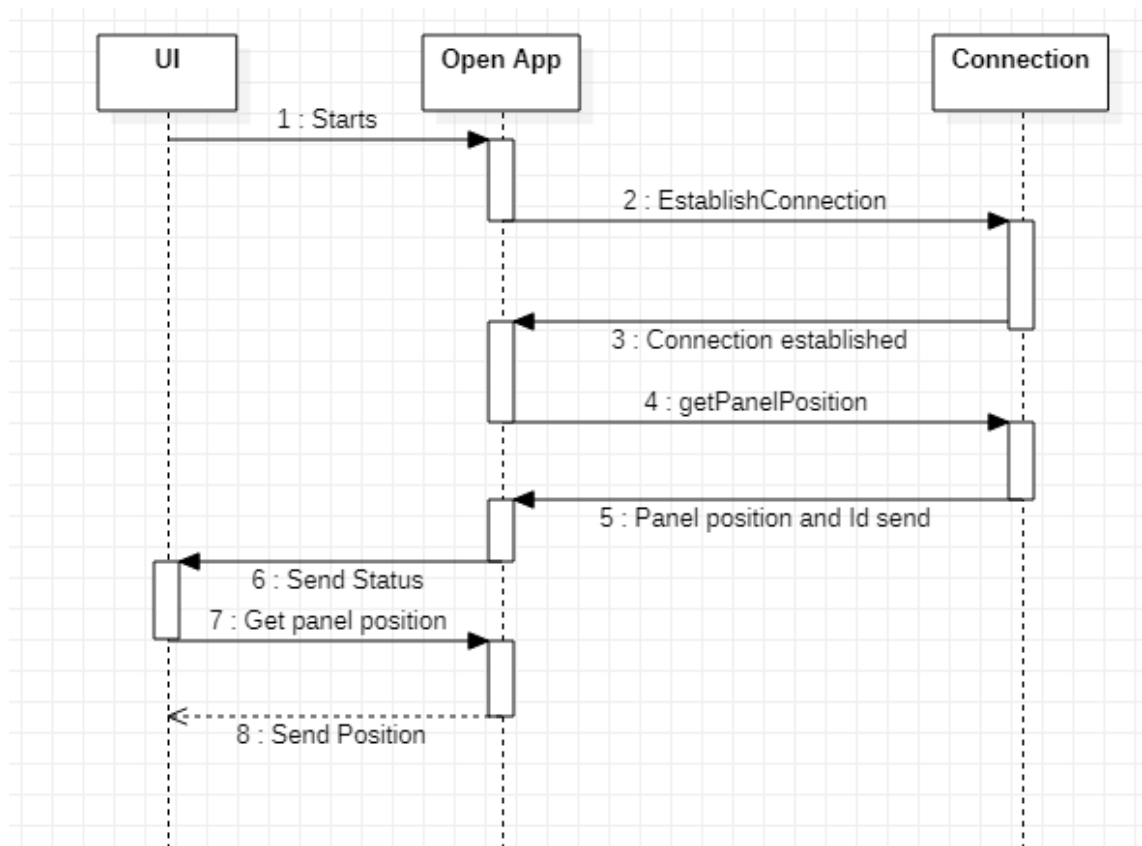 UI
Open App
Connection
1 : Starts
2 : EstablishConnection
3 : Connection established
4 : getPanelPosition
5 : Panel position and Id send
6 : Send Status
7 : Get panel position
8 : Send Position